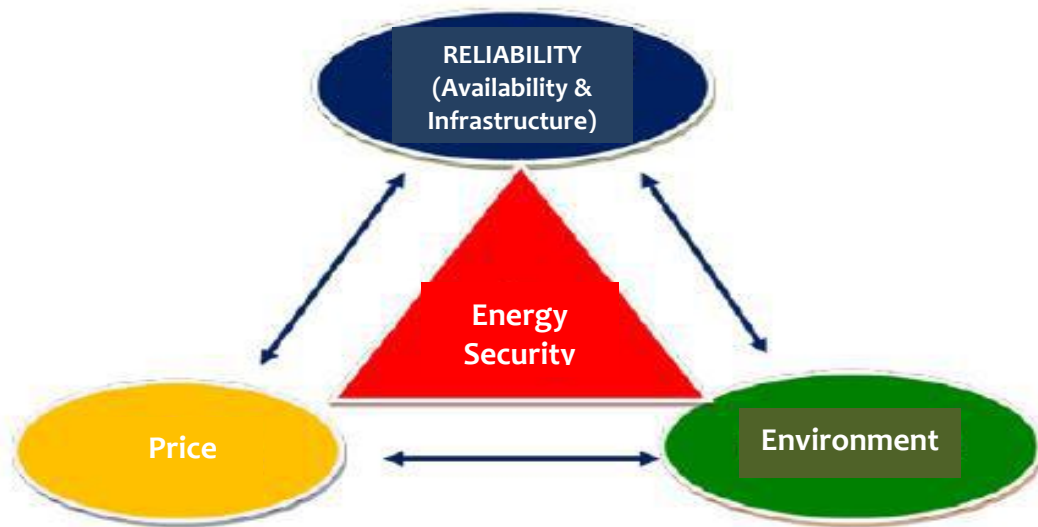 RELIABILITY
(Availability &
Infrastructure)
Energy
Security
Price
Environment